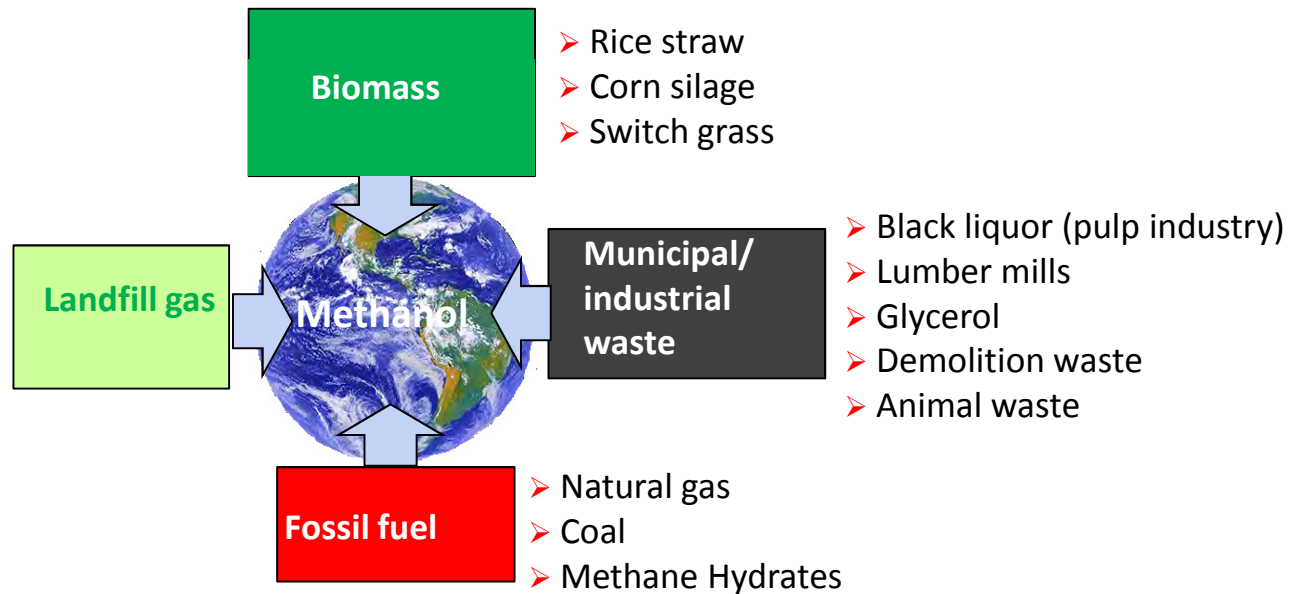 Biomass
Rice straw
Corn silage
Switch grass
Landfill gas
Methanol
Municipal/
industrial
waste
Black liquor (pulp industry)
Lumber mills
Glycerol
Demolition waste
Animal waste
Fossil fuel
Natural gas
Coal
Methane Hydrates